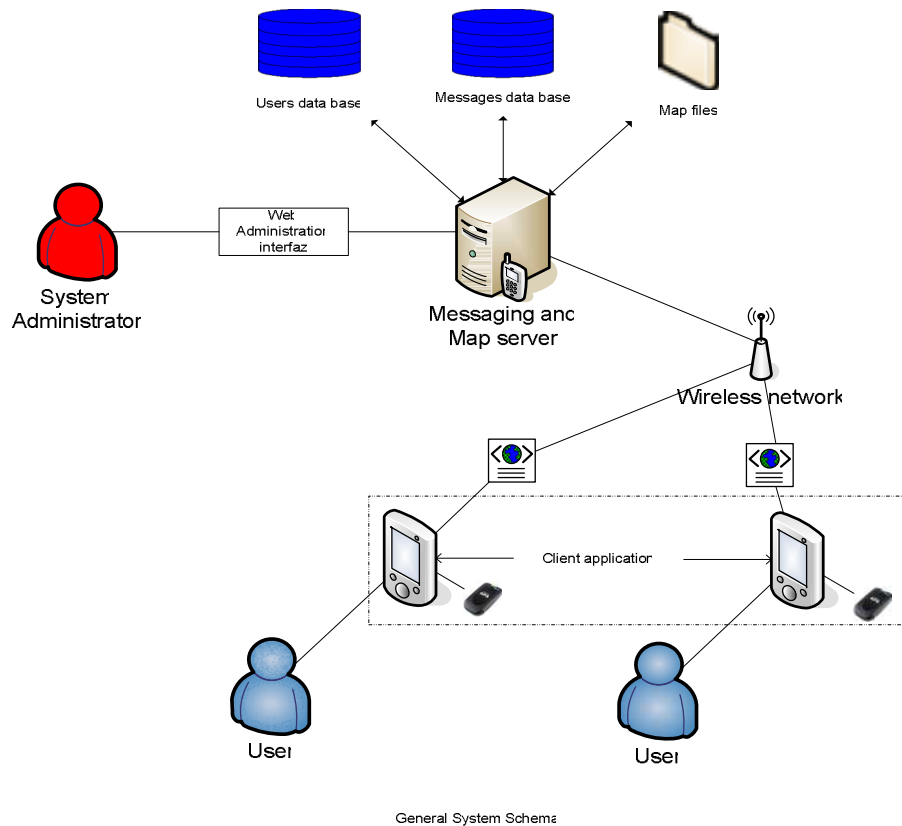 Users data base
Messages data base
Map files
Web
Administration
interfaz
System
Administrator
Messaging and
Map server
Wireless network
Client application
User
User
General System Schema